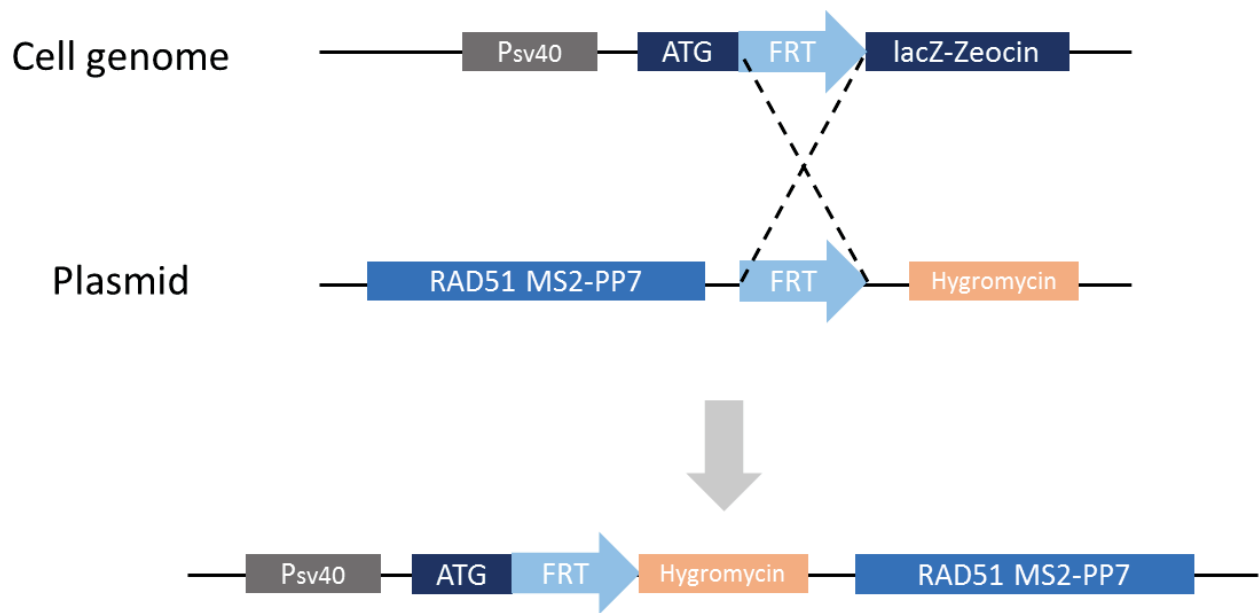 Cell genome
Psv40
ATG
FRT
lacZ-Zeocin
Plasmid
RAD51 MS2-PP7
FRT
Hygromycin
Psv40
ATG
FRT
Hygromycin
RAD51 MS2-PP7